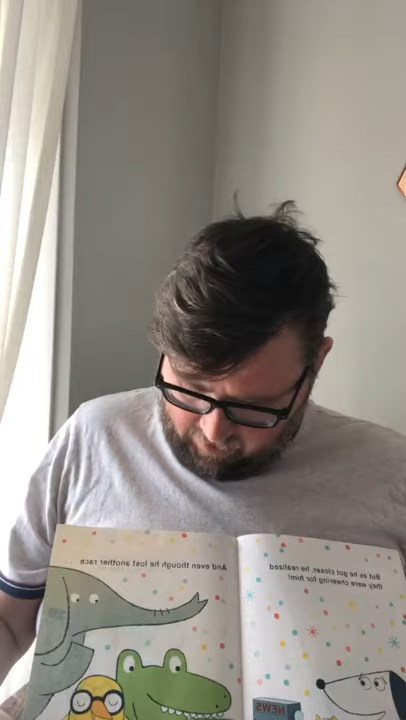 But as he got closer, he realized
they were cheering for him!
NEWS
And even though he lost another race . . .